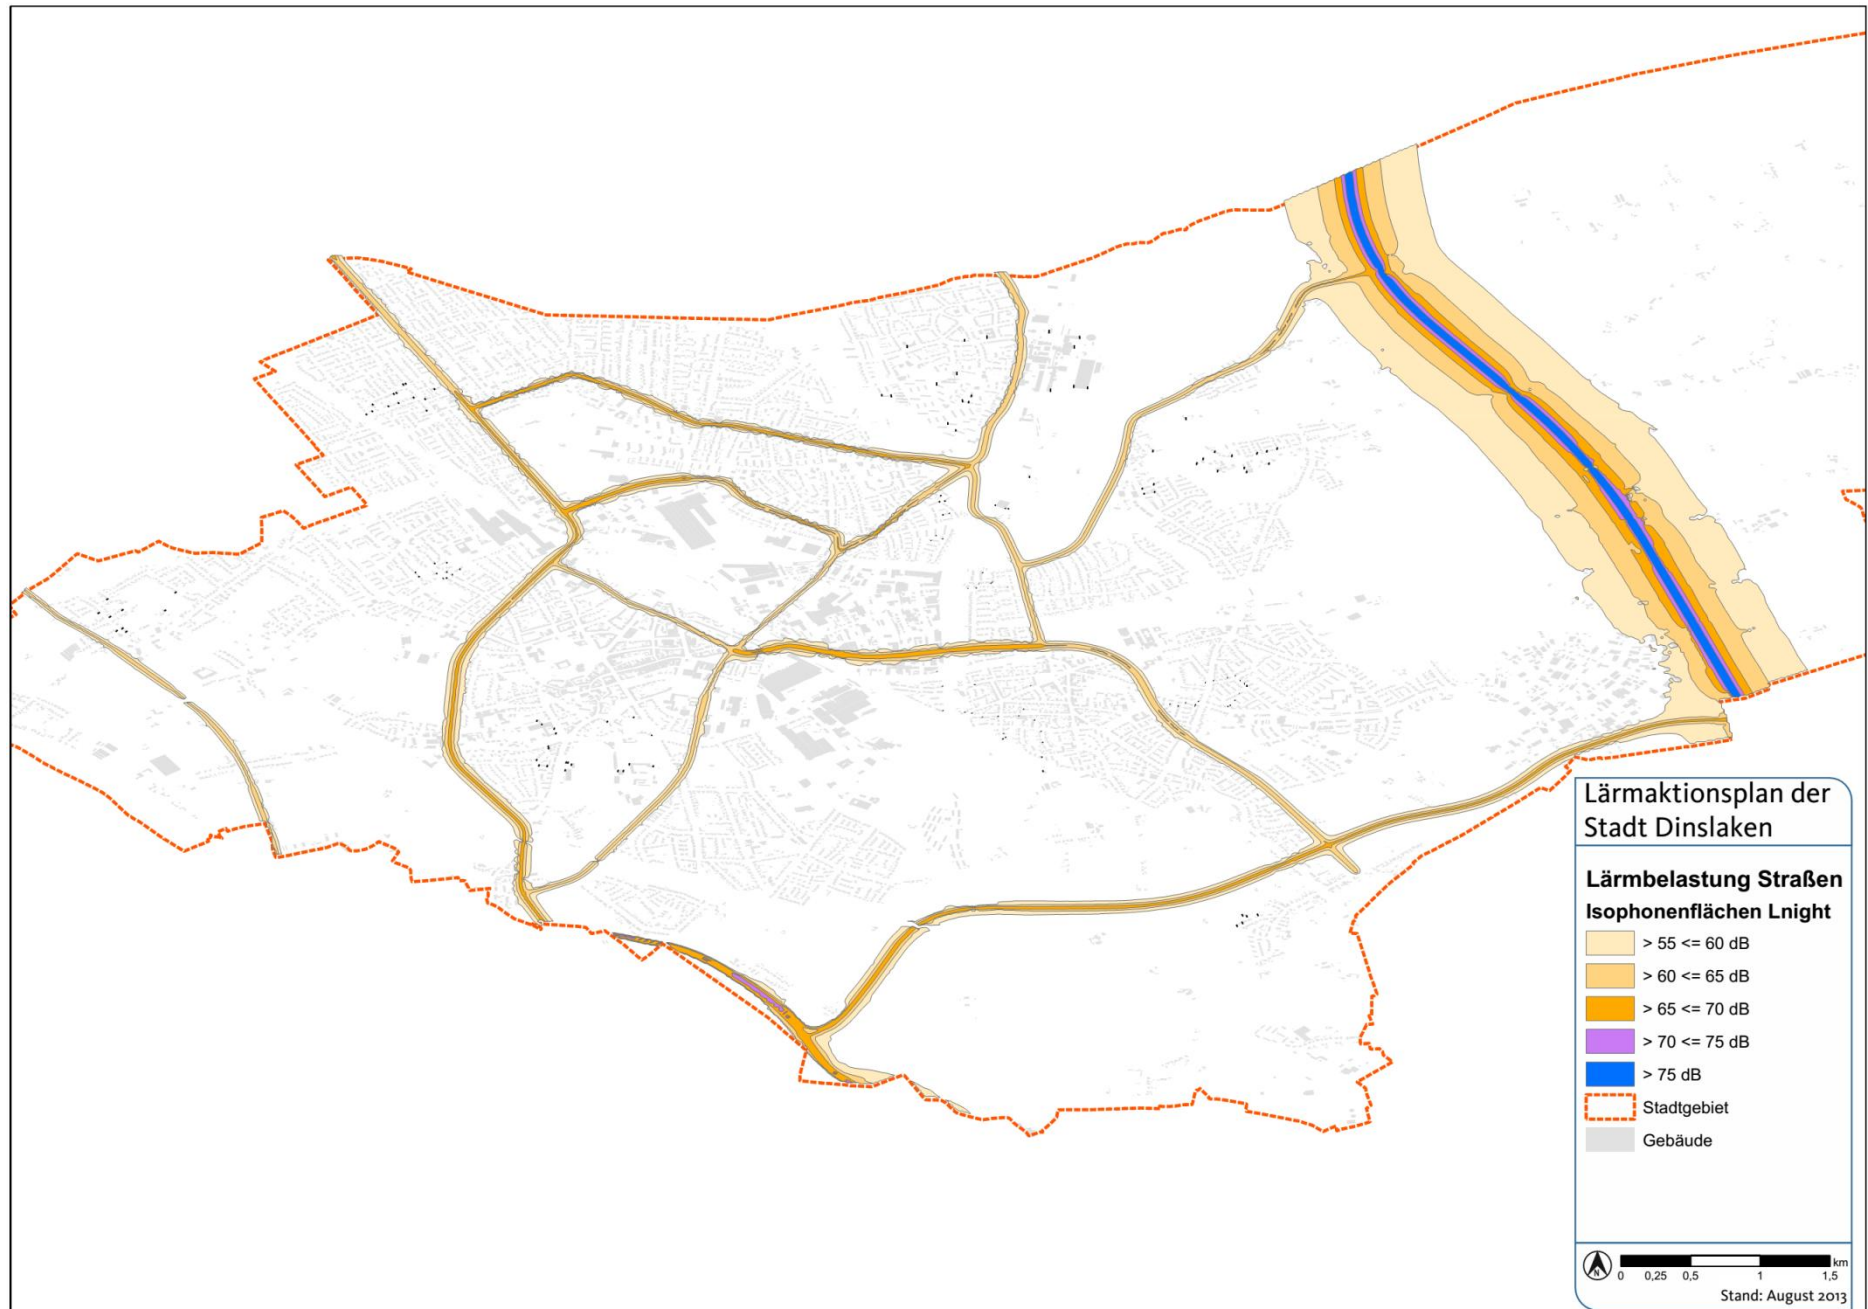 Lärmaktionsplan der
Stadt Dinslaken
Lärmbelastung Straßen
Isophonenflächen Lnight
> 55 <= 60 dB
> 60 <= 65 dB
> 65 <= 70 dB
> 70 <= 75 dB
> 75 dB
Stadtgebiet
Gebäude
N
km
0 0,25 0,5 1 1,5
Stand: August 2013